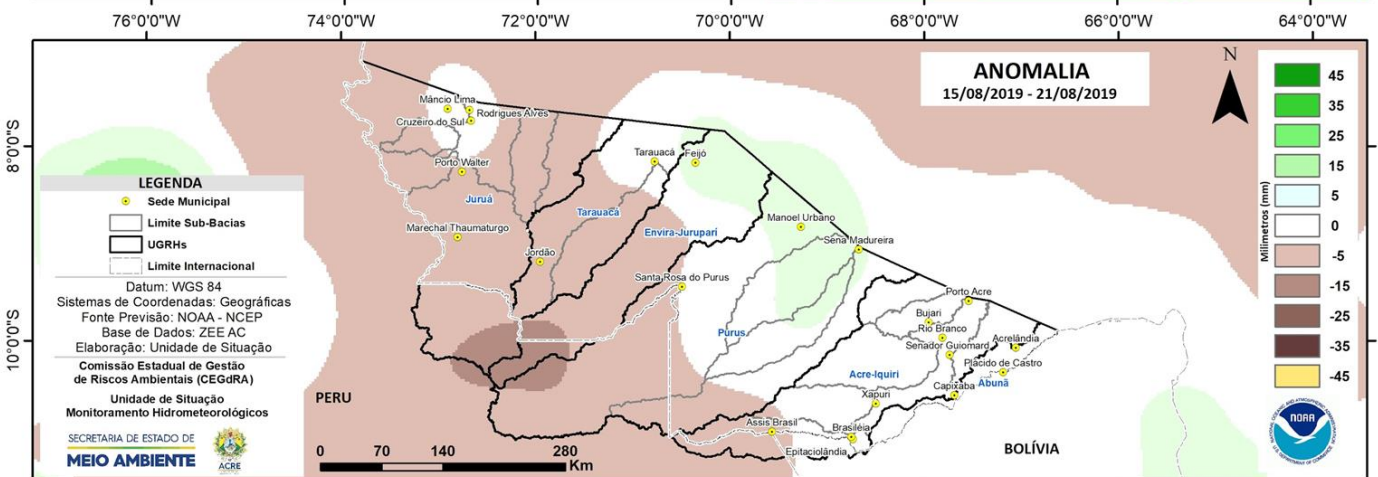 76°0'0"W
74°0'0"W
72°0'0"W
70°0'0"W
68°0'0"W
66°0'0"W
64°0'0"W
8°0'0"S
10°0'0"S
ANOMALIA
15/08/2019 - 21/08/2019
N
Milímetros (mm)
45
35
25
15
5
0
-5
-15
-25
-35
-45
Mâncio Lima
Rodrigues Alves
Cruzeiro do Sul
Porto Walter
Juruá
Marechal Thaumaturgo
Jordão
Tarauacá
Feijó
Tarauacá
Envira-Jurupari
Manoel Urbano
Sena Madureira
Santa Rosa do Purus
Purus
Porto Acre
Bujari
Rio Branco
Senador Guiomard
Acrelândia
Plácido de Castro
Acre-Iquiri
Abunã
Capixaba
Xapuri
Assis Brasil
Brasiléia
Epitaciolândia
PERU
BOLÍVIA
0
70
140
280
Km
LEGENDA
Sede Municipal
Limite Sub-Bacias
UGRHs
Limite Internacional
Datum: WGS 84
Sistemas de Coordenadas: Geográficas
Fonte Previsão: NOAA - NCEP
Base de Dados: ZEE AC
Elaboração: Unidade de Situação
Comissão Estadual de Gestão
de Riscos Ambientais (CEGdRA)
Unidade de Situação
Monitoramento Hidrometeorológicos
SECRETARIA DE ESTADO DE
MEIO AMBIENTE
ACRE
NOAA